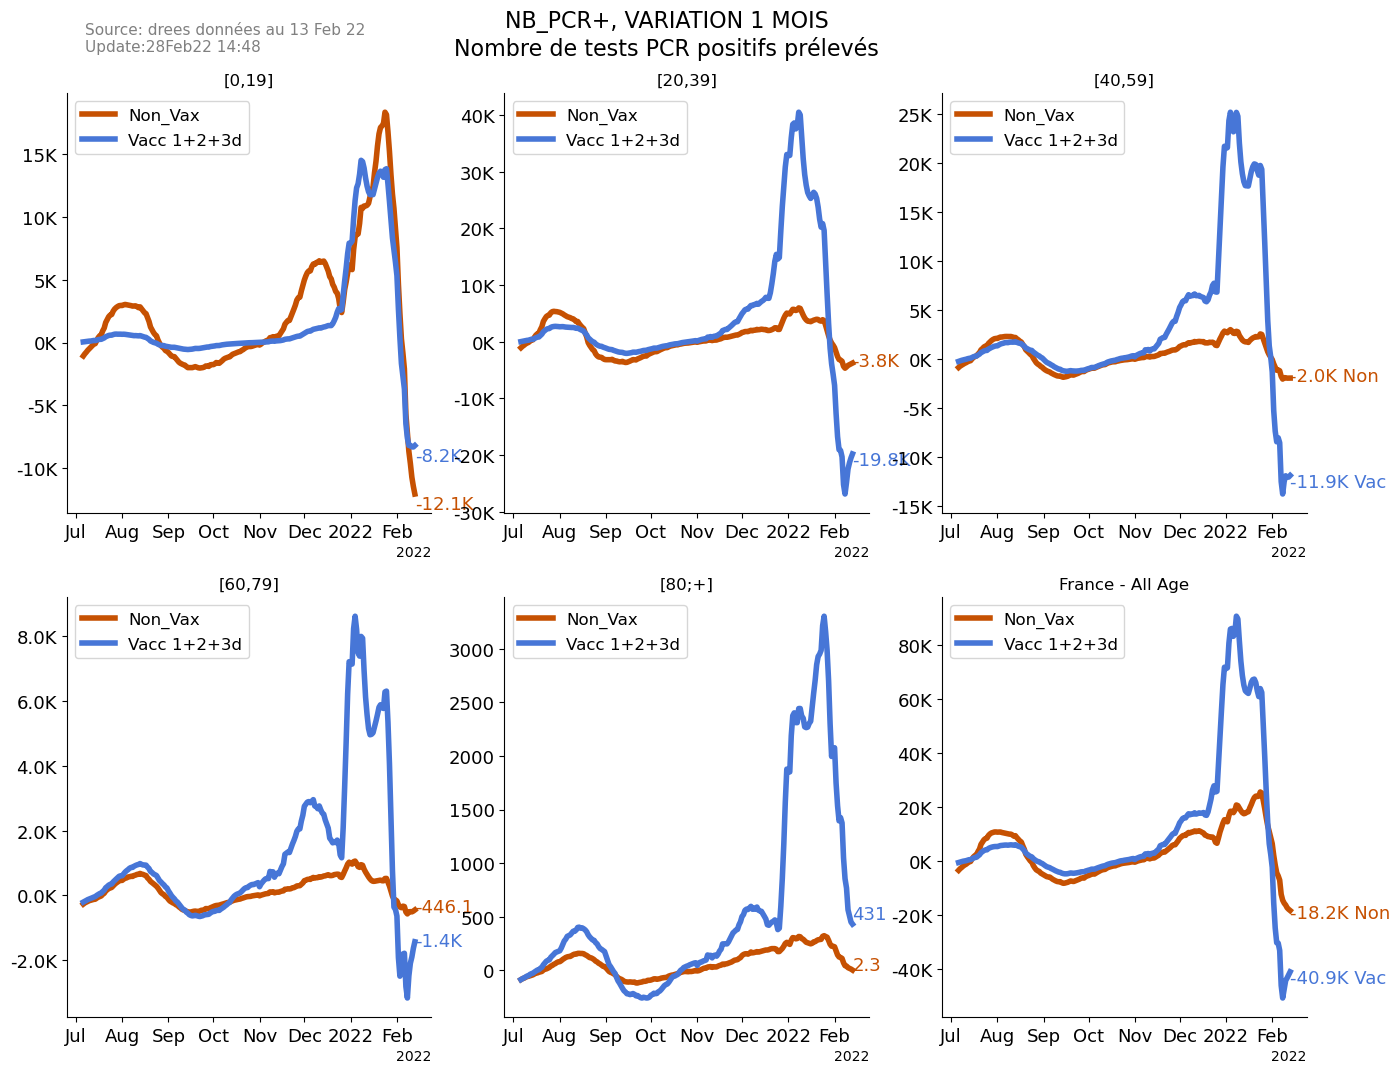 NB_PCR+, VARIATION 1 MOIS
Nombre de tests PCR positifs prélevés
Source: drees données au 13 Feb 22
Update:28Feb22 14:48
[0,19]
Non_Vax
Vacc 1+2+3d
15K
10K
5K
0K
-5K
-10K
-8.2K
-12.1K
Jul Aug Sep Oct Nov Dec 2022 Feb
2022
[20,39]
Non_Vax
Vacc 1+2+3d
40K
30K
20K
10K
0K
-10K
-20K
-30K
-3.8K
-19.8K
Jul Aug Sep Oct Nov Dec 2022 Feb
2022
[40,59]
Non_Vax
Vacc 1+2+3d
25K
20K
15K
10K
5K
0K
-5K
-10K
-15K
-2.0K Non
-11.9K Vac
Jul Aug Sep Oct Nov Dec 2022 Feb
2022
[60,79]
Non_Vax
Vacc 1+2+3d
8.0K
6.0K
4.0K
2.0K
0.0K
-2.0K
-446.1
-1.4K
Jul Aug Sep Oct Nov Dec 2022 Feb
2022
[80;+]
Non_Vax
Vacc 1+2+3d
3000
2500
2000
1500
1000
500
0
431
2.3
Jul Aug Sep Oct Nov Dec 2022 Feb
2022
France - All Age
Non_Vax
Vacc 1+2+3d
80K
60K
40K
20K
0K
-20K
-40K
-18.2K Non
-40.9K Vac
Jul Aug Sep Oct Nov Dec 2022 Feb
2022